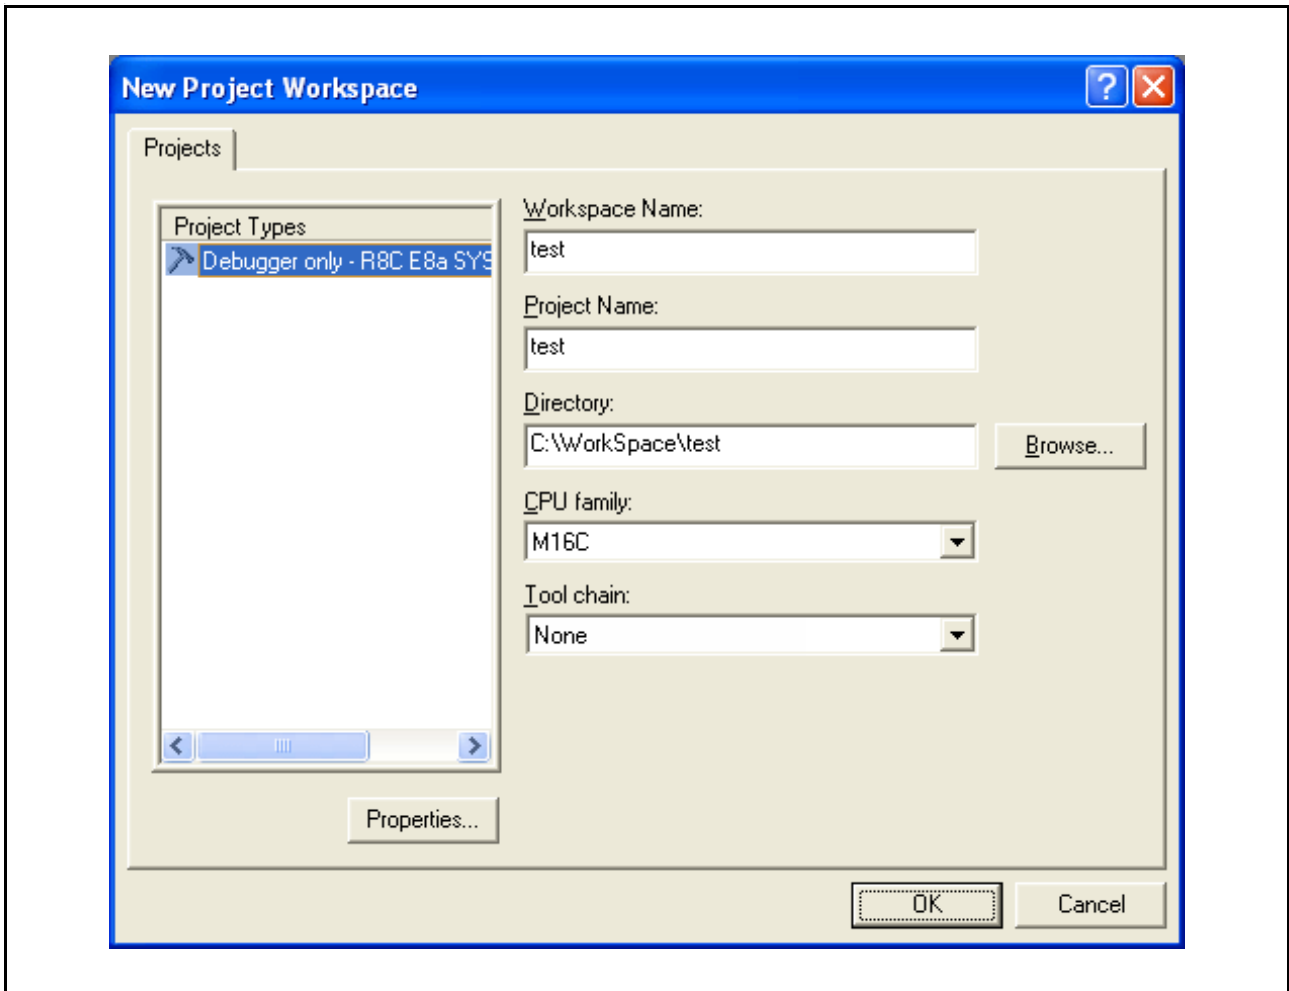 New Project Workspace
Projects
Project Types
Debugger only - R8C E8a SYS
Workspace Name:
test
Project Name:
test
Directory:
C:\WorkSpace\test
Browse...
CPU family:
M16C
Tool chain:
None
Properties...
OK
Cancel